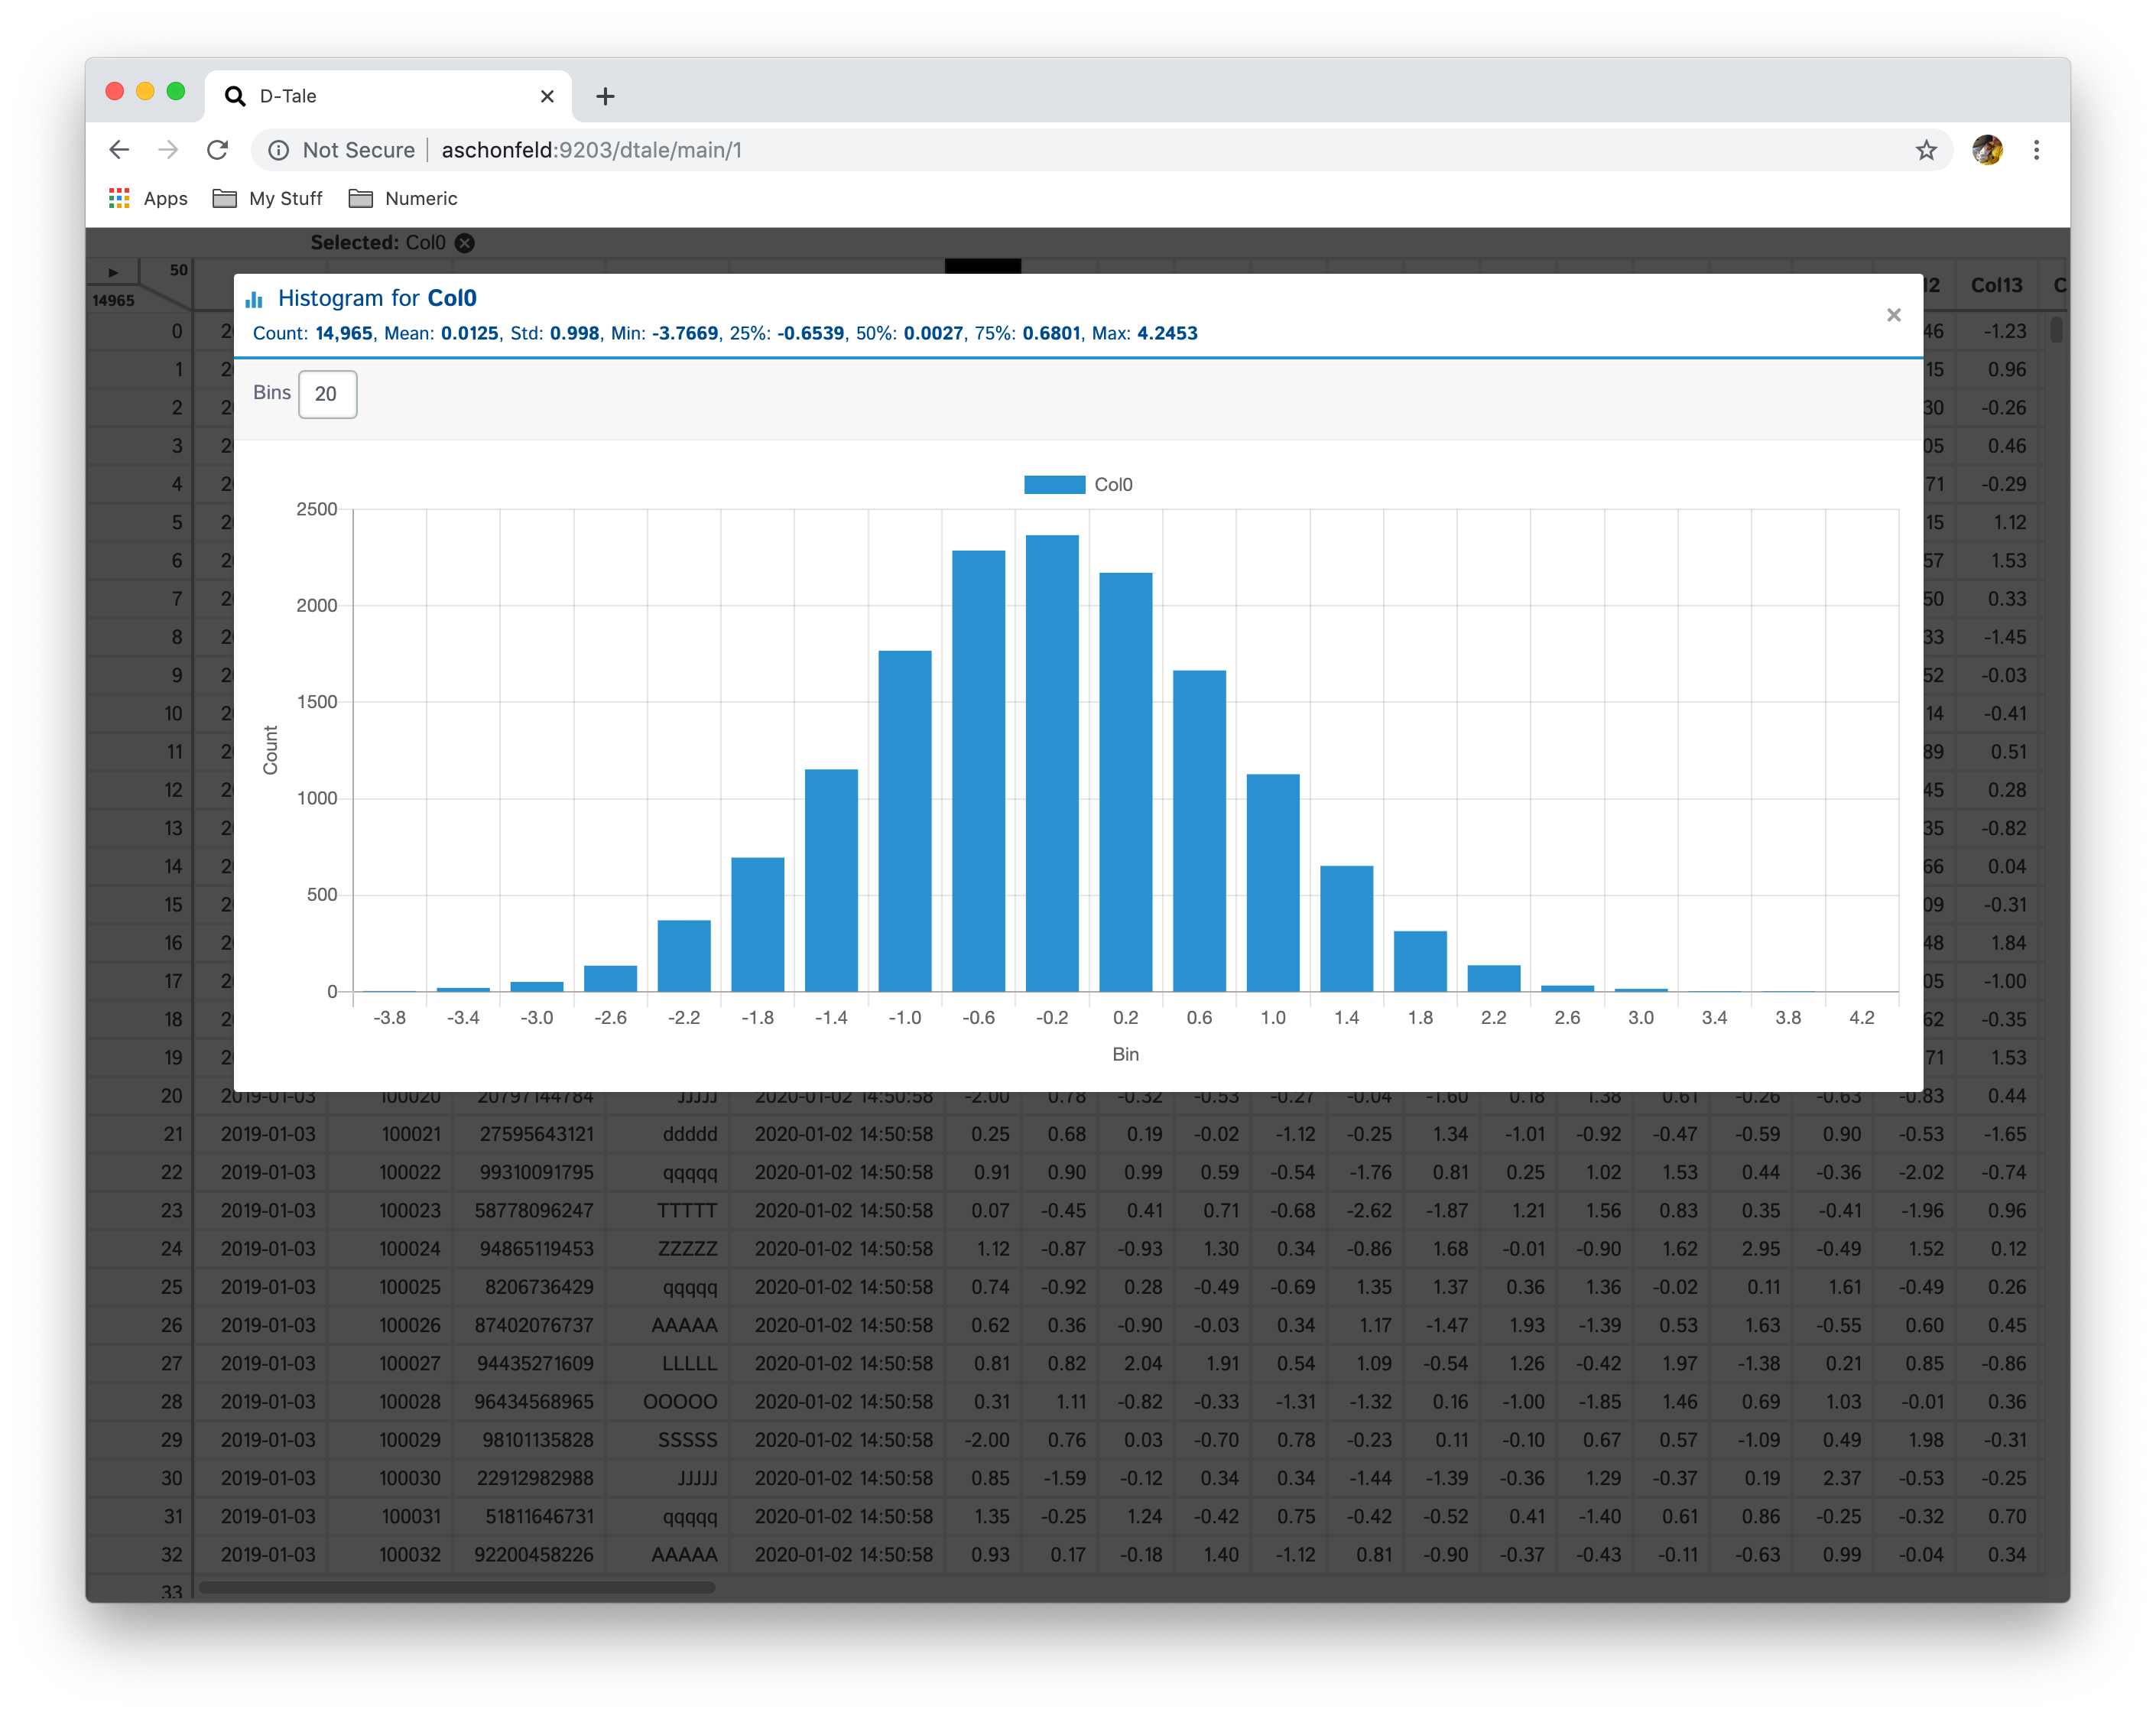 D-Tale
Not Secure | aschonfeld:9203/dtale/main/1
Apps My Stuff Numeric
Selected: Col0
50
14965
12 Col13 C
Histogram for Col0
Count: 14,965, Mean: 0.0125, Std: 0.998, Min: -3.7669, 25%: -0.6539, 50%: 0.0027, 75%: 0.6801, Max: 4.2453
Bins 20
Col0
2500
2000
1500
1000
500
0
Count
-3.8 -3.4 -3.0 -2.6 -2.2 -1.8 -1.4 -1.0 -0.6 -0.2 0.2 0.6 1.0 1.4 1.8 2.2 2.6 3.0 3.4 3.8 4.2
Bin
0 2 46 -1.23
1 2 15 0.96
2 2 30 -0.26
3 2 05 0.46
4 2 71 -0.29
5 2 15 1.12
6 2 57 1.53
7 2 50 0.33
8 2 33 -1.45
9 2 52 -0.03
10 2 14 -0.41
11 2 89 0.51
12 2 45 0.28
13 2 35 -0.82
14 2 66 0.04
15 2 09 -0.31
16 2 48 1.84
17 2 05 -1.00
18 2 62 -0.35
19 2 71 1.53
20 2019-01-03 100020 20797144784 JJJJJ 2020-01-02 14:50:58 -2.00 0.78 -0.32 -0.53 -0.27 -0.04 -1.60 0.18 1.38 0.61 -0.26 -0.63 -0.83 0.44
21 2019-01-03 100021 27595643121 ddddd 2020-01-02 14:50:58 0.25 0.68 0.19 -0.02 -1.12 -0.25 1.34 -1.01 -0.92 -0.47 -0.59 0.90 -0.53 -1.65
22 2019-01-03 100022 99310091795 qqqqq 2020-01-02 14:50:58 0.91 0.90 0.99 0.59 -0.54 -1.76 0.81 0.25 1.02 1.53 0.44 -0.36 -2.02 -0.74
23 2019-01-03 100023 58778096247 TTTTT 2020-01-02 14:50:58 0.07 -0.45 0.41 0.71 -0.68 -2.62 -1.87 1.21 1.56 0.83 0.35 -0.41 -1.96 0.96
24 2019-01-03 100024 94865119453 ZZZZZ 2020-01-02 14:50:58 1.12 -0.87 -0.93 1.30 0.34 -0.86 1.68 -0.01 -0.90 1.62 2.95 -0.49 1.52 0.12
25 2019-01-03 100025 8206736429 qqqqq 2020-01-02 14:50:58 0.74 -0.92 0.28 -0.49 -0.69 1.35 1.37 0.36 1.36 -0.02 0.11 1.61 -0.49 0.26
26 2019-01-03 100026 87402076737 AAAAA 2020-01-02 14:50:58 0.62 0.36 -0.90 -0.03 0.34 1.17 -1.47 1.93 -1.39 0.53 1.63 -0.55 0.60 0.45
27 2019-01-03 100027 94435271609 LLLLL 2020-01-02 14:50:58 0.81 0.82 2.04 1.91 0.54 1.09 -0.54 1.26 -0.42 1.97 -1.38 0.21 0.85 -0.86
28 2019-01-03 100028 96434568965 OOOOO 2020-01-02 14:50:58 0.31 1.11 -0.82 -0.33 -1.31 -1.32 0.16 -1.00 -1.85 1.46 0.69 1.03 -0.01 0.36
29 2019-01-03 100029 98101135828 SSSSS 2020-01-02 14:50:58 -2.00 0.76 0.03 -0.70 0.78 -0.23 0.11 -0.10 0.67 0.57 -1.09 0.49 1.98 -0.31
30 2019-01-03 100030 22912982988 JJJJJ 2020-01-02 14:50:58 0.85 -1.59 -0.12 0.34 0.34 -1.44 -1.39 -0.36 1.29 -0.37 0.19 2.37 -0.53 -0.25
31 2019-01-03 100031 51811646731 qqqqq 2020-01-02 14:50:58 1.35 -0.25 1.24 -0.42 0.75 -0.42 -0.52 0.41 -1.40 0.61 0.86 -0.25 -0.32 0.70
32 2019-01-03 100032 92200458226 AAAAA 2020-01-02 14:50:58 0.93 0.17 -0.18 1.40 -1.12 0.81 -0.90 -0.37 -0.43 -0.11 -0.63 0.99 -0.04 0.34
33